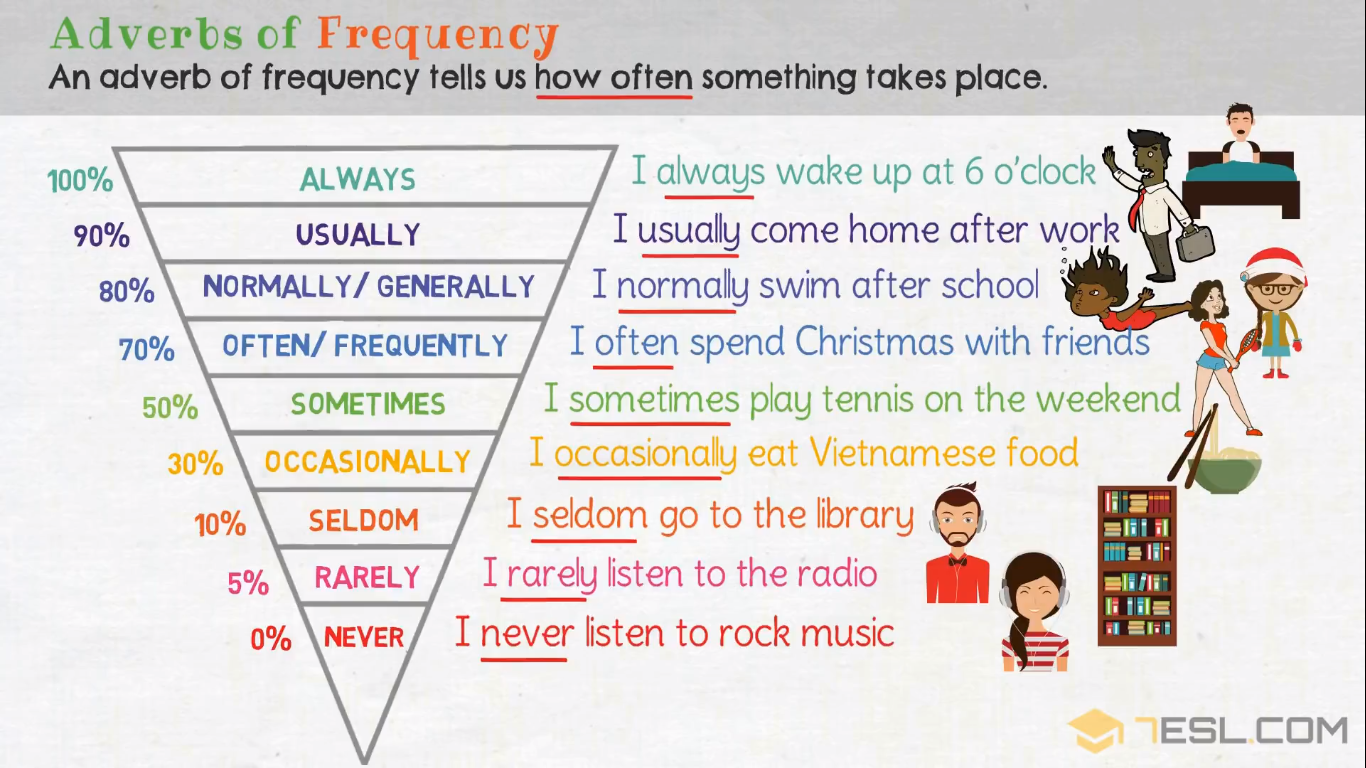 Adverbs of Frequency
An adverb of frequency tells us how often something takes place.
100% ALWAYS I always wake up at 6 o'clock
90% USUALLY I usually come home after work
80% NORMALLY/ GENERALLY I normally swim after school
70% OFTEN/ FREQUENTLY I often spend Christmas with friends
50% SOMETIMES I sometimes play tennis on the weekend
30% OCCASIONALLY I occasionally eat Vietnamese food
10% SELDOM I seldom go to the library
5% RARELY I rarely listen to the radio
0% NEVER I never listen to rock music
7ESL.COM